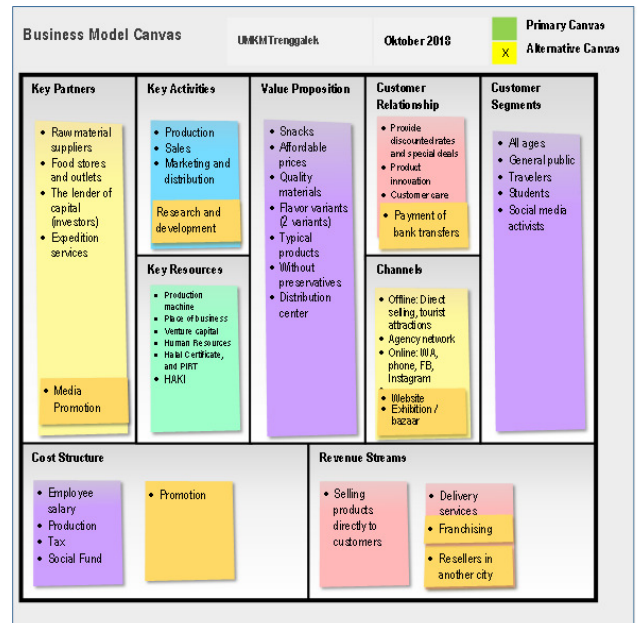 Business Model Canvas
UMKM Trenggalek
Oktober 2018
Primary Canvas
X
Alternative Canvas
Key Partners
• Raw material
suppliers
• Food stores
and outlets
• The lender of
capital
(investors)
• Expedition
services
• Media
Promotion
Key Activities
• Production
• Sales
• Marketing and
distribution
Research and
development
Key Resources
• Production
machine
• Place of business
• Venture capital
• Human Resources
• Halal Certificate,
and PIRT
• HAKI
Value Proposition
• Snacks
• Affordable
prices
• Quality
materials
• Flavor variants
(2 variants)
• Typical
products
• Without
preservatives
• Distribution
center
Customer
Relationship
• Provide
discounted rates
and special deals
• Product
innovation
• Customer care
• Payment of
bank transfers
Channels
• Offline: Direct
selling, tourist
attractions
• Agency network
• Online: WA,
phone, FB,
Instagram
• Website
• Exhibition /
bazaar
Customer
Segments
• All ages
• General public
• Travelers
• Students
• Social media
activists
Cost Structure
• Employee
salary
• Production
• Tax
• Social Fund
• Promotion
Revenue Streams
• Selling
products
directly to
customers
• Delivery
services
• Franchising
• Resellers in
another city